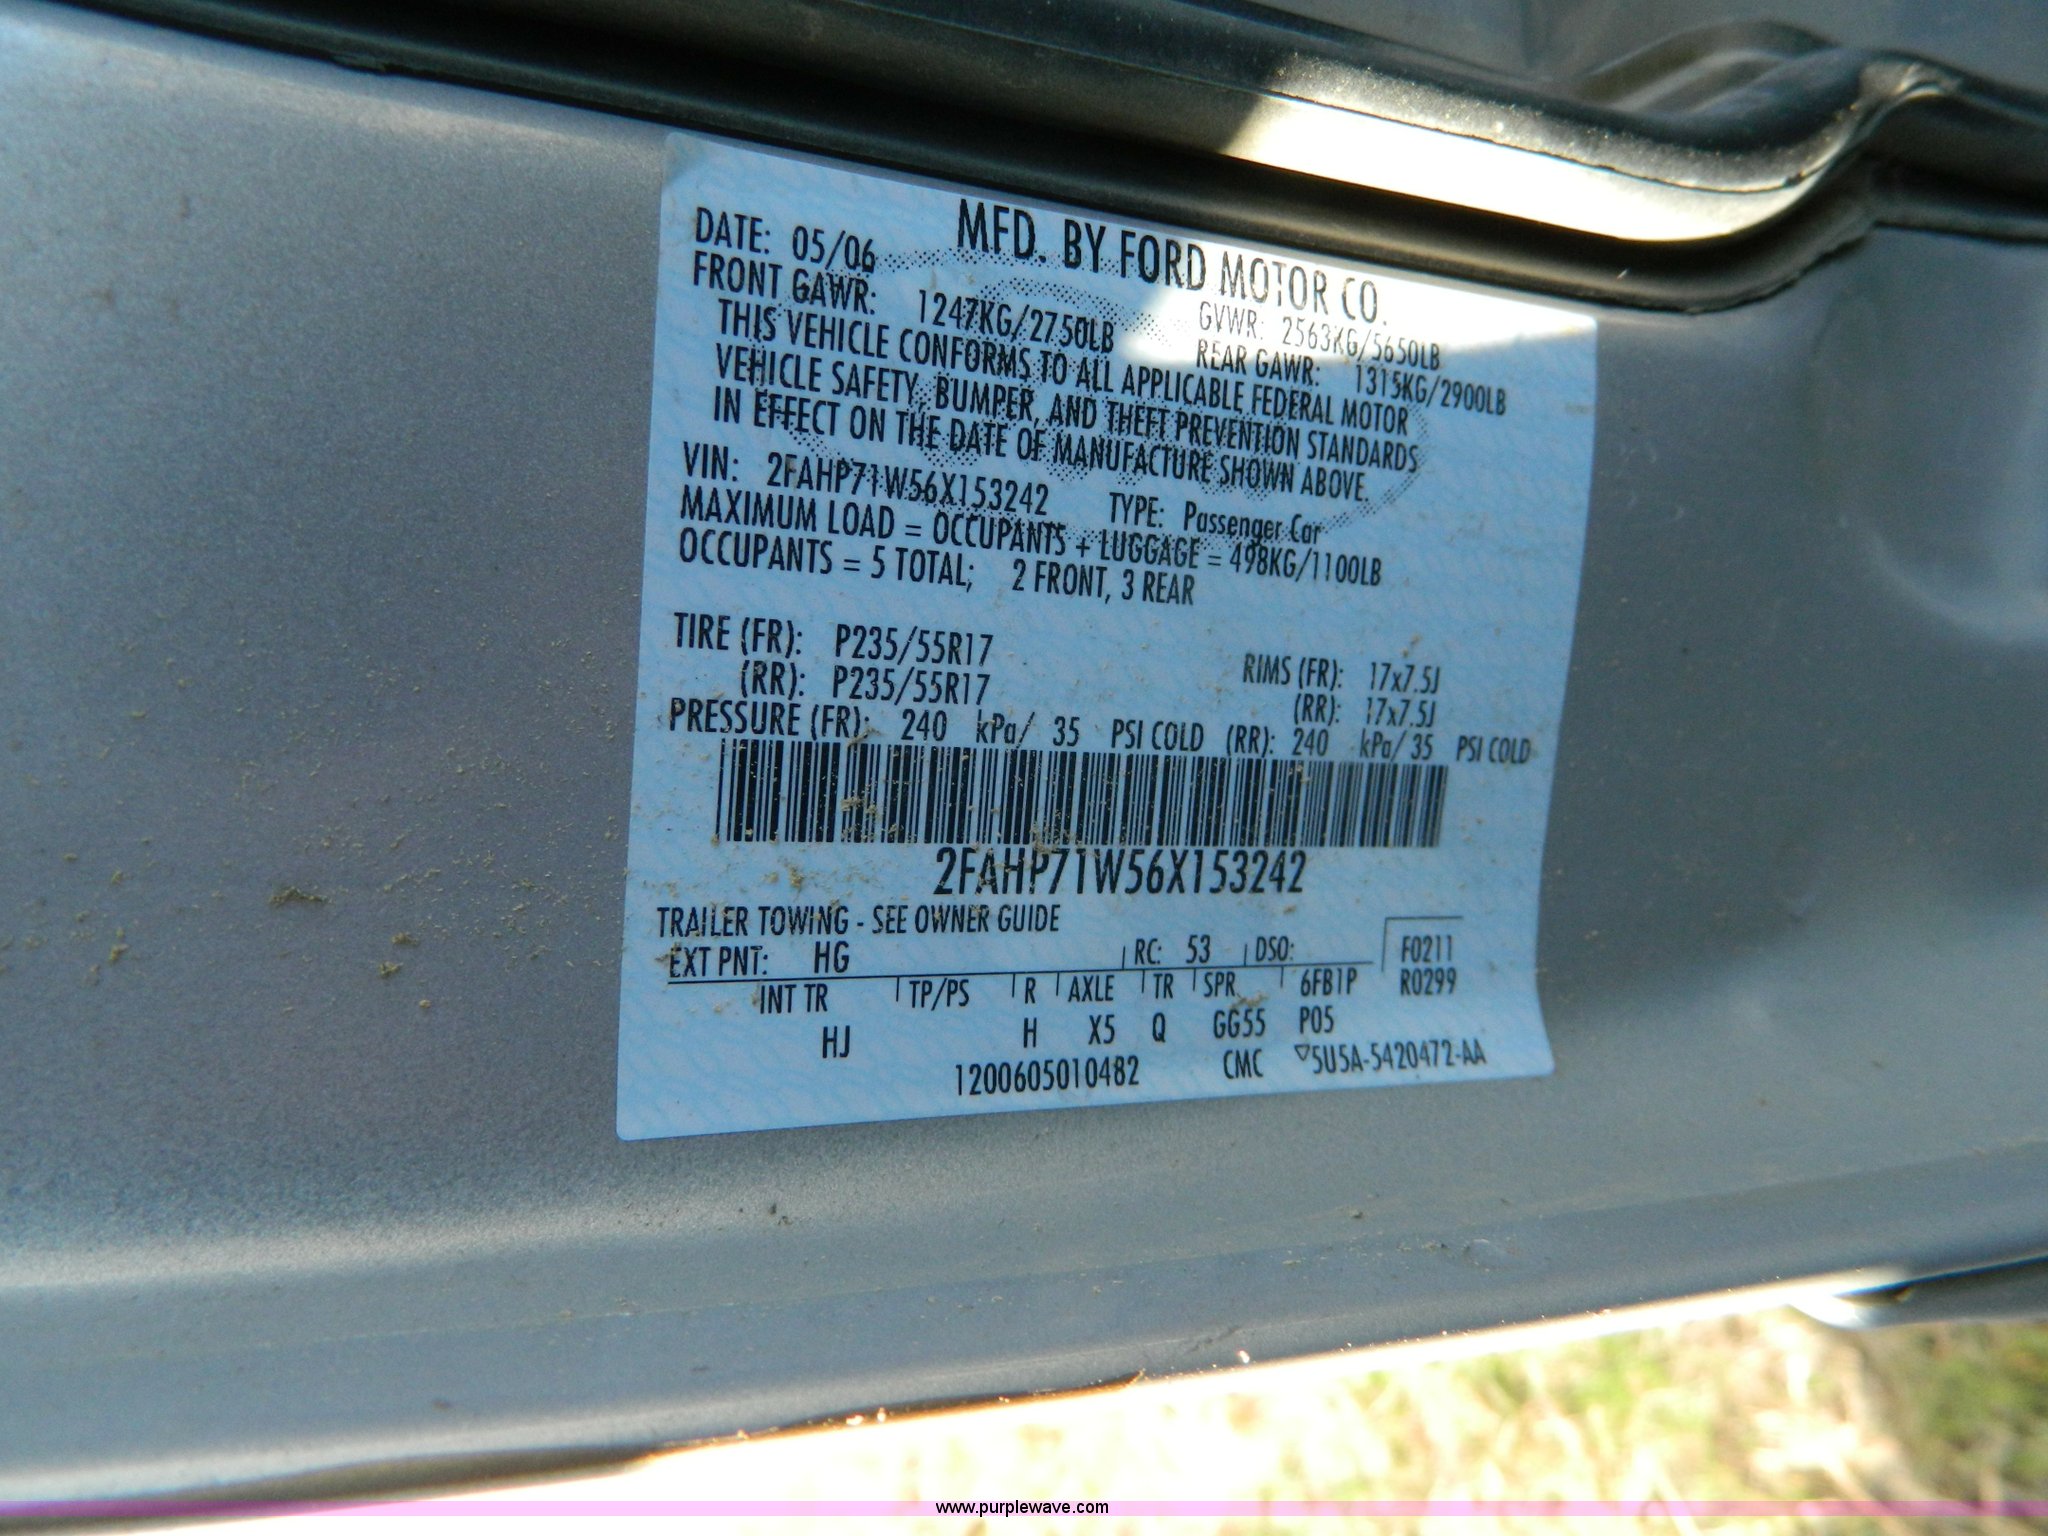 MFD. BY FORD MOTOR CO.
DATE: 05/06 GVWR: 2563KG/5650LB
FRONT GAWR: 1247KG/2750LB REAR GAWR: 1315KG/2900LB
THIS VEHICLE CONFORMS TO ALL APPLICABLE FEDERAL MOTOR
VEHICLE SAFETY, BUMPER, AND THEFT PREVENTION STANDARDS
IN EFFECT ON THE DATE OF MANUFACTURE SHOWN ABOVE.
VIN: 2FAHP71W56X153242 TYPE: Passenger Car
MAXIMUM LOAD = OCCUPANTS + LUGGAGE = 498KG/1100LB
OCCUPANTS = 5 TOTAL; 2 FRONT, 3 REAR
TIRE (FR): P235/55R17 RIMS (FR): 17x7.5J
(RR): P235/55R17 (RR): 17x7.5J
PRESSURE (FR): 240 kPa/ 35 PSI COLD (RR): 240 kPa/ 35 PSI COLD
2FAHP71W56X153242
TRAILER TOWING - SEE OWNER GUIDE
EXT PNT: HG RC: 53 DSO: F0211
INT TR TP/PS R AXLE TR SPR 6FB1P R0299
HJ H X5 Q GG55 P05
1200605010482 CMC ▽5U5A-5420472-AA
www.purplewave.com